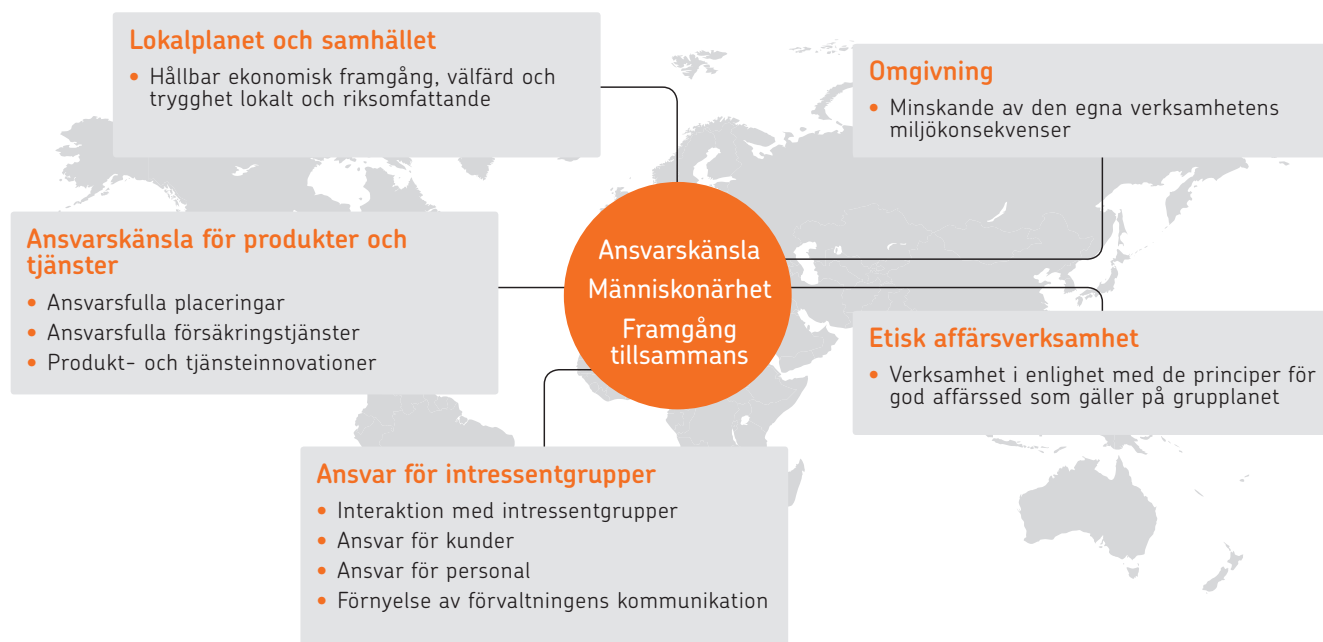 Lokalplanet och samhället
• Hållbar ekonomisk framgång, välfärd och
trygghet lokalt och riksomfattande
Omgivning
• Minskande av den egna verksamhetens
miljökonsekvenser
Ansvarskänsla för produkter och
tjänster
• Ansvarsfulla placeringar
• Ansvarsfulla försäkringstjänster
• Produkt- och tjänsteinnovationer
Ansvarskänsla
Människonärhet
Framgång
tillsammans
Etisk affärsverksamhet
• Verksamhet i enlighet med de principer för
god affärssed som gäller på grupplanet
Ansvar för intressentgrupper
• Interaktion med intressentgrupper
• Ansvar för kunder
• Ansvar för personal
• Förnyelse av förvaltningens kommunikation